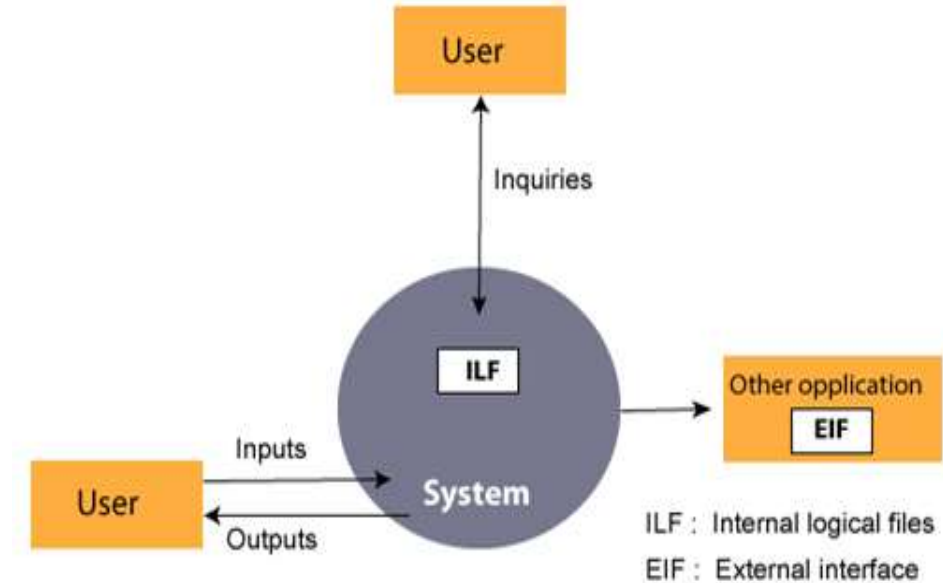 User
Inquiries
ILF
Other opplication
EIF
Inputs
User
System
Outputs
ILF : Internal logical files
EIF : External interface